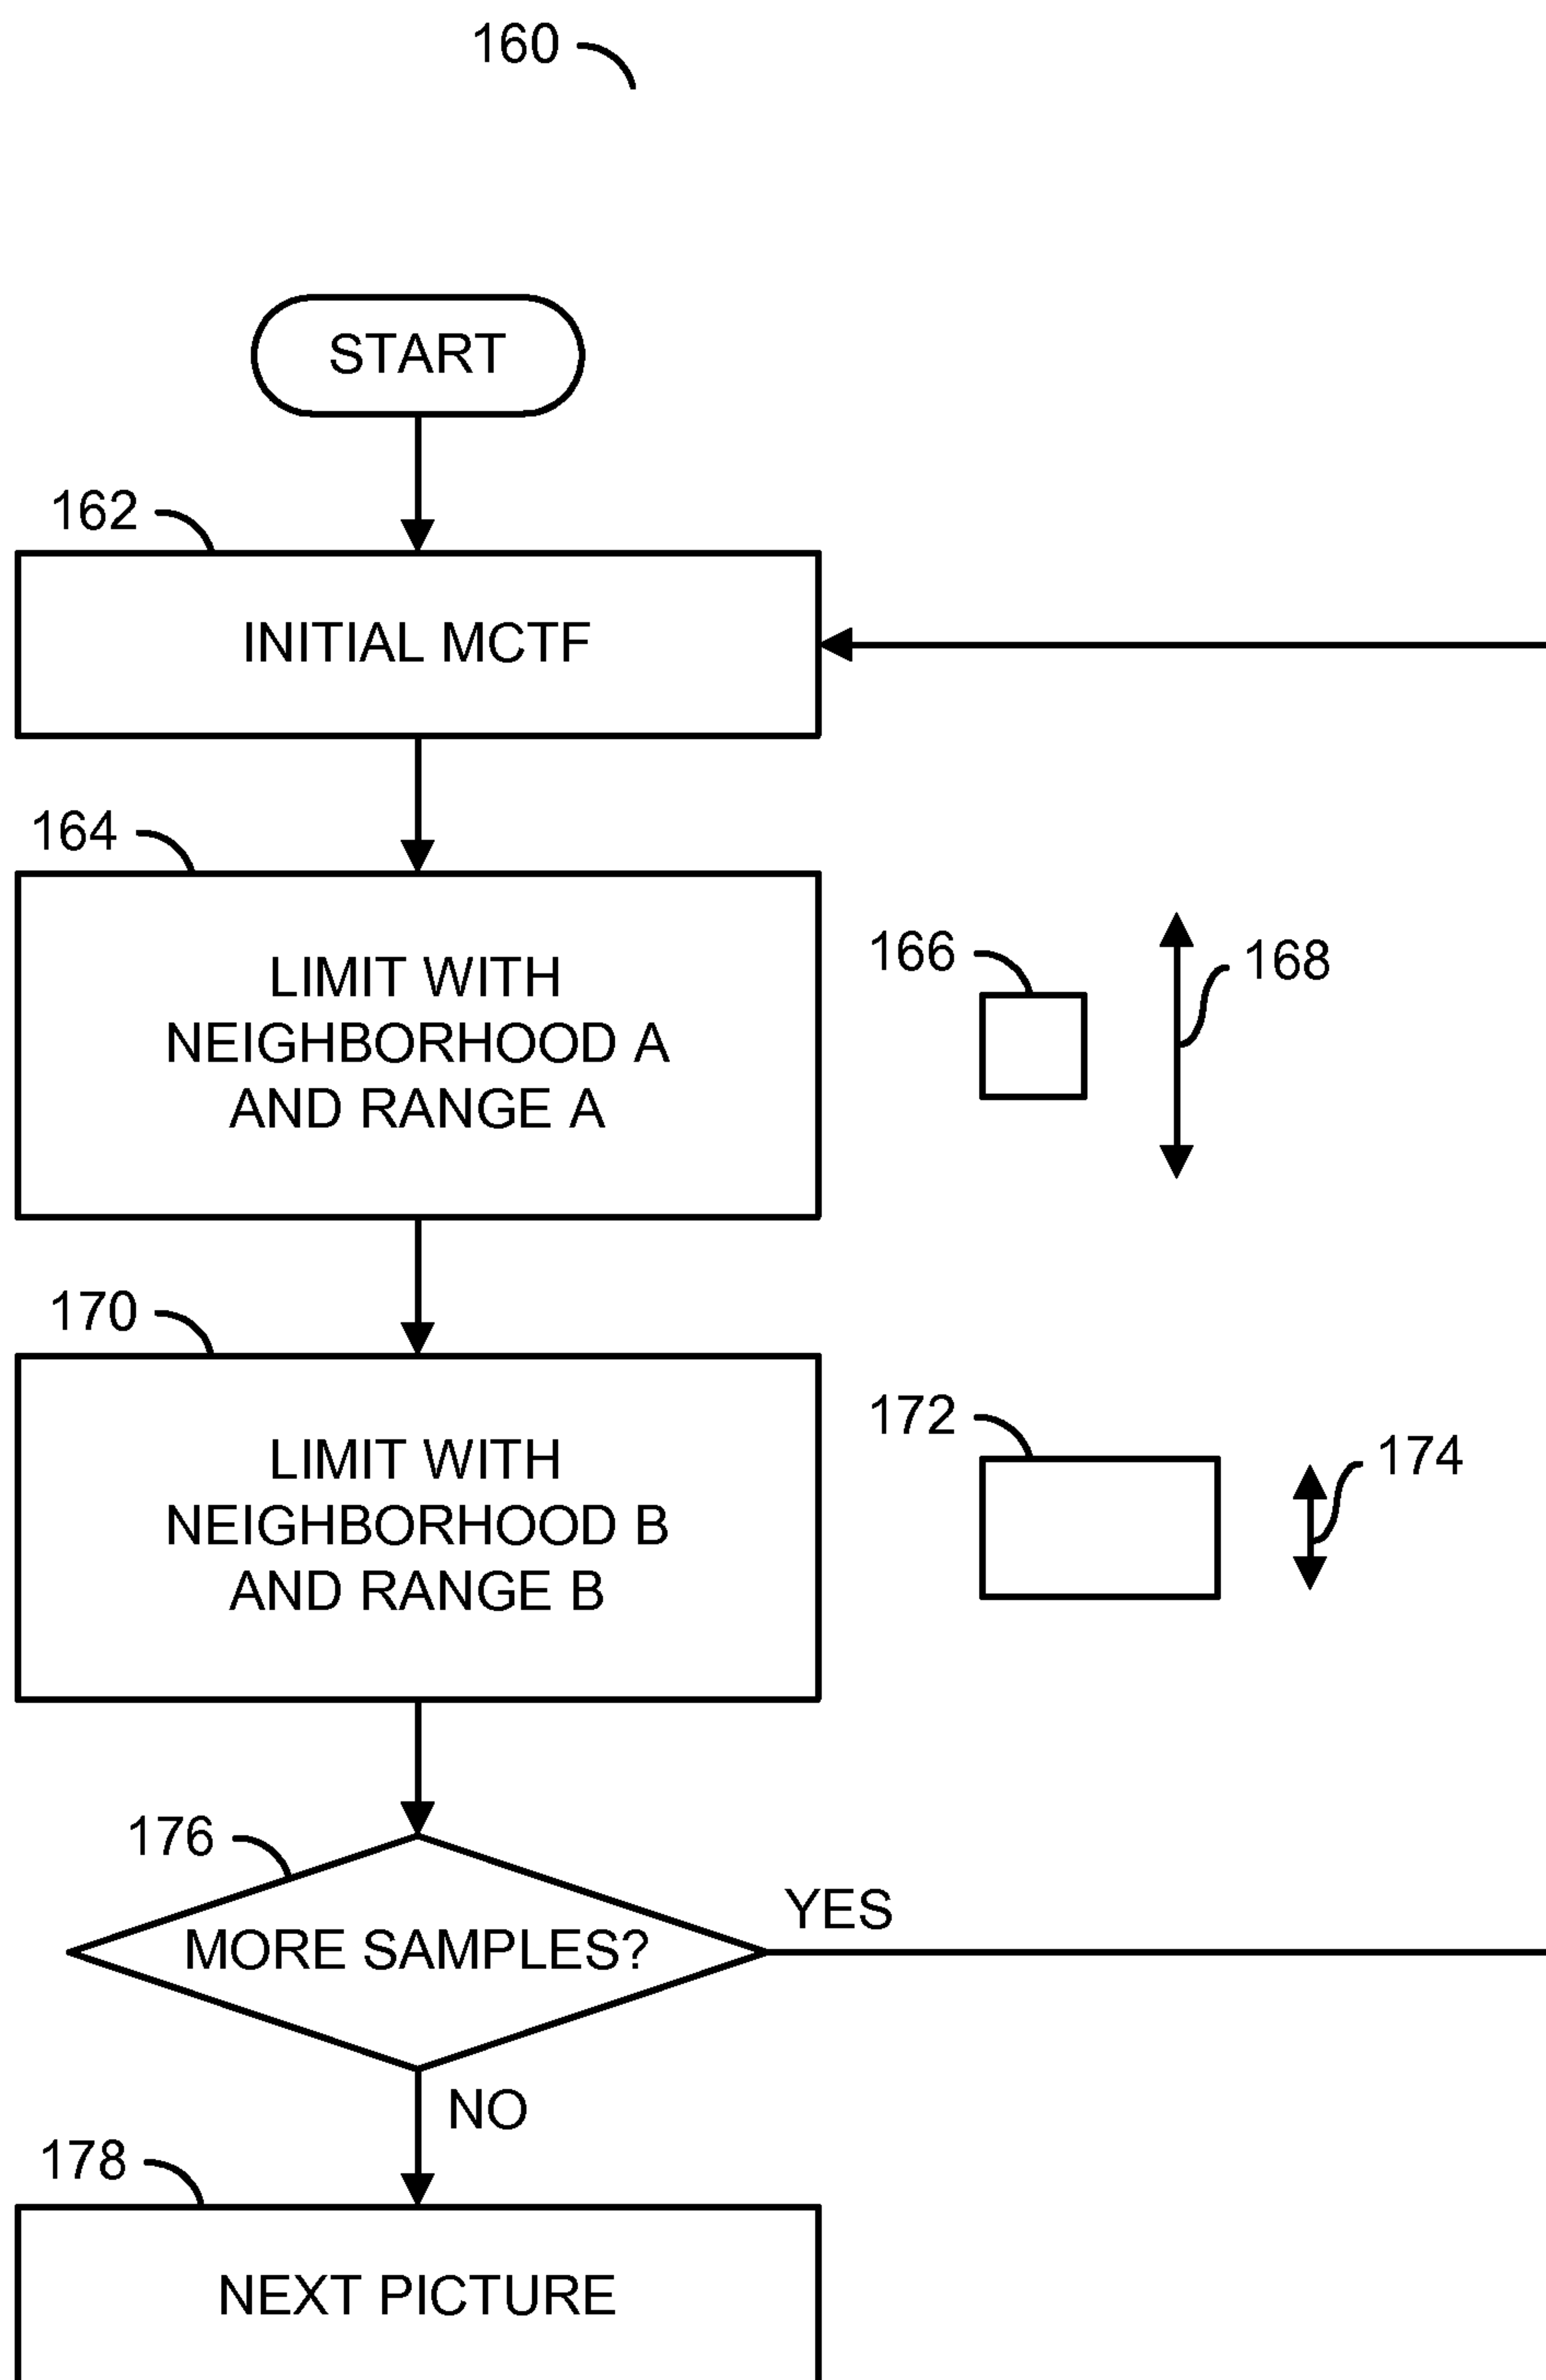 160
START
162
INITIAL MCTF
164
LIMIT WITH
NEIGHBORHOOD A
AND RANGE A
166
168
170
LIMIT WITH
NEIGHBORHOOD B
AND RANGE B
172
174
176
MORE SAMPLES?
YES
NO
178
NEXT PICTURE